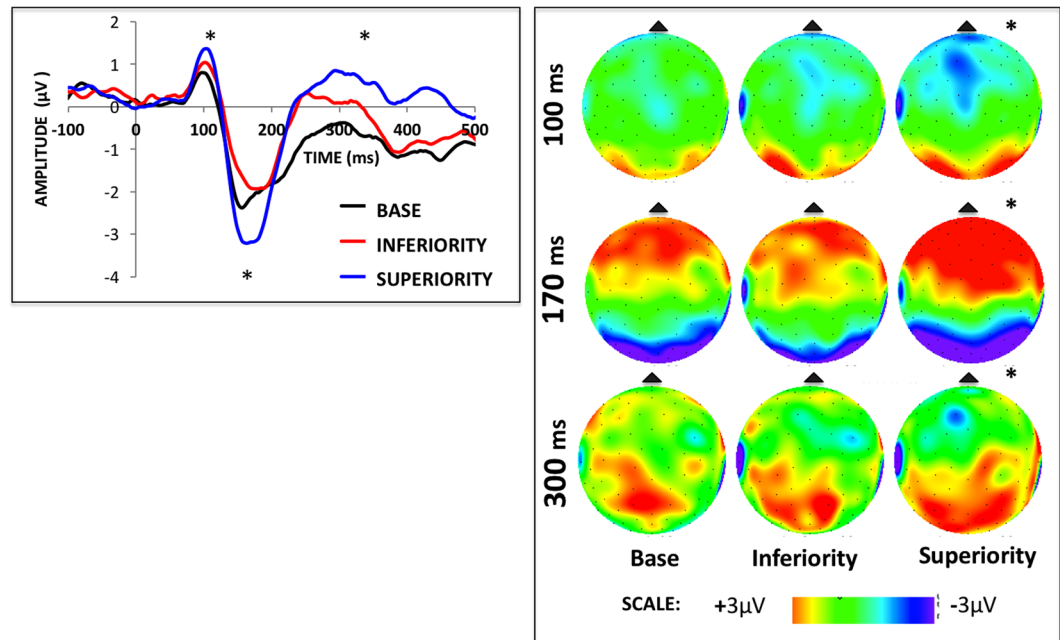 2
*
*
1
0
-100
0
100
200
300
400
500
-1
TIME (ms)
-2
-3
-4
*
AMPLITUDE (μV)
BASE
INFERIORITY
SUPERIORITY
*
100 ms
*
170 ms
*
300 ms
Base
Inferiority
Superiority
SCALE:
+3μV
-3μV